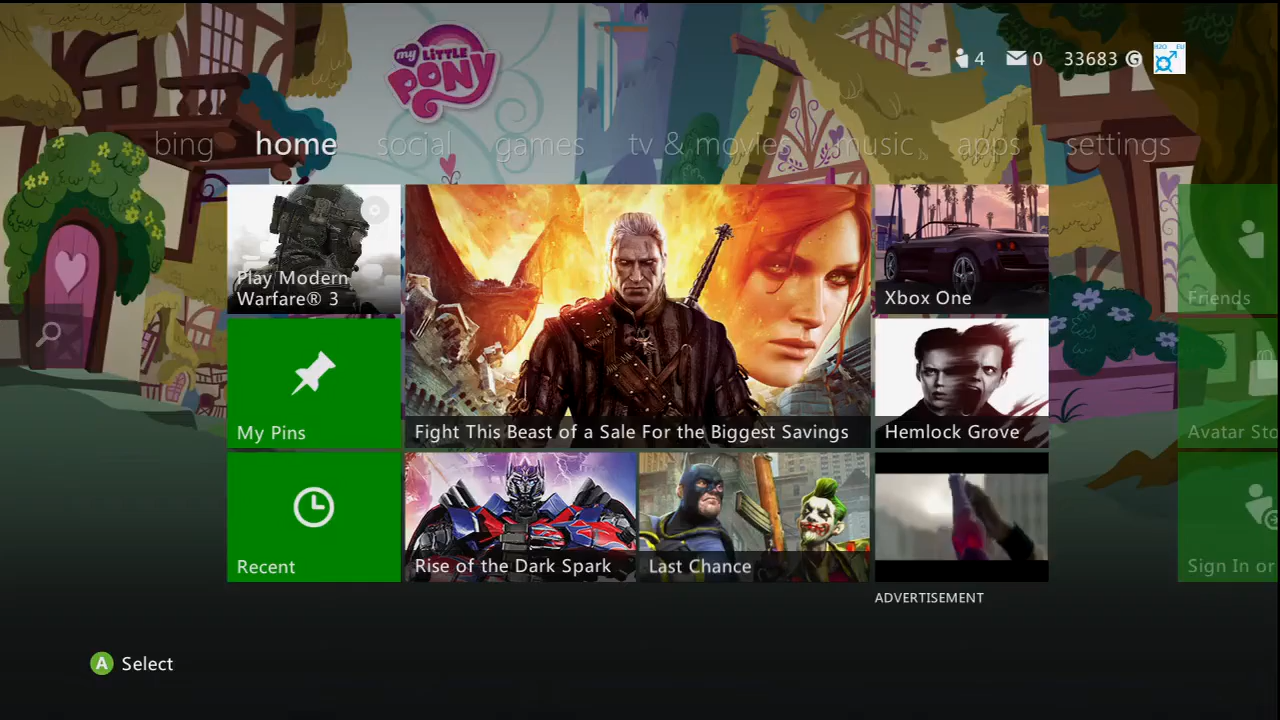 my
LITTLE
PONY
4 0 33683 G
bing home social games tv & movies music apps settings
Play Modern
Warfare® 3
Xbox One
Friends
My Pins
Fight This Beast of a Sale For the Biggest Savings
Hemlock Grove
Avatar Sto
Recent
Rise of the Dark Spark
Last Chance
Sign In or
ADVERTISEMENT
A Select